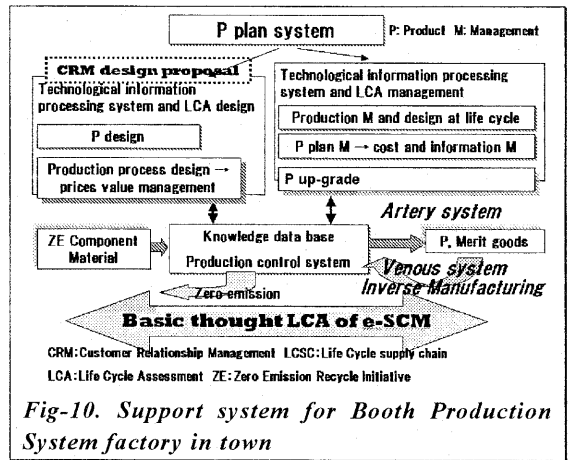 P plan system
P: Product M: Management
CRM design proposal
Technological information
processing system and LCA design
P design
Production process design →
prices value management
Technological information processing
system and LCA management
Production M and design at life cycle
P plan M → cost and information M
P up-grade
Artery system
ZE Component
Material
Knowledge data base
Production control system
P, Merit goods
Venous system
Inverse Manufacturing
Zero emission
Basic thought LCA of e-SCM
CRM:Customer Relationship Management LCSC:Life Cycle supply chain
LCA:Life Cycle Assessment ZE:Zero Emission Recycle Initiative
Fig-10. Support system for Booth Production
System factory in town